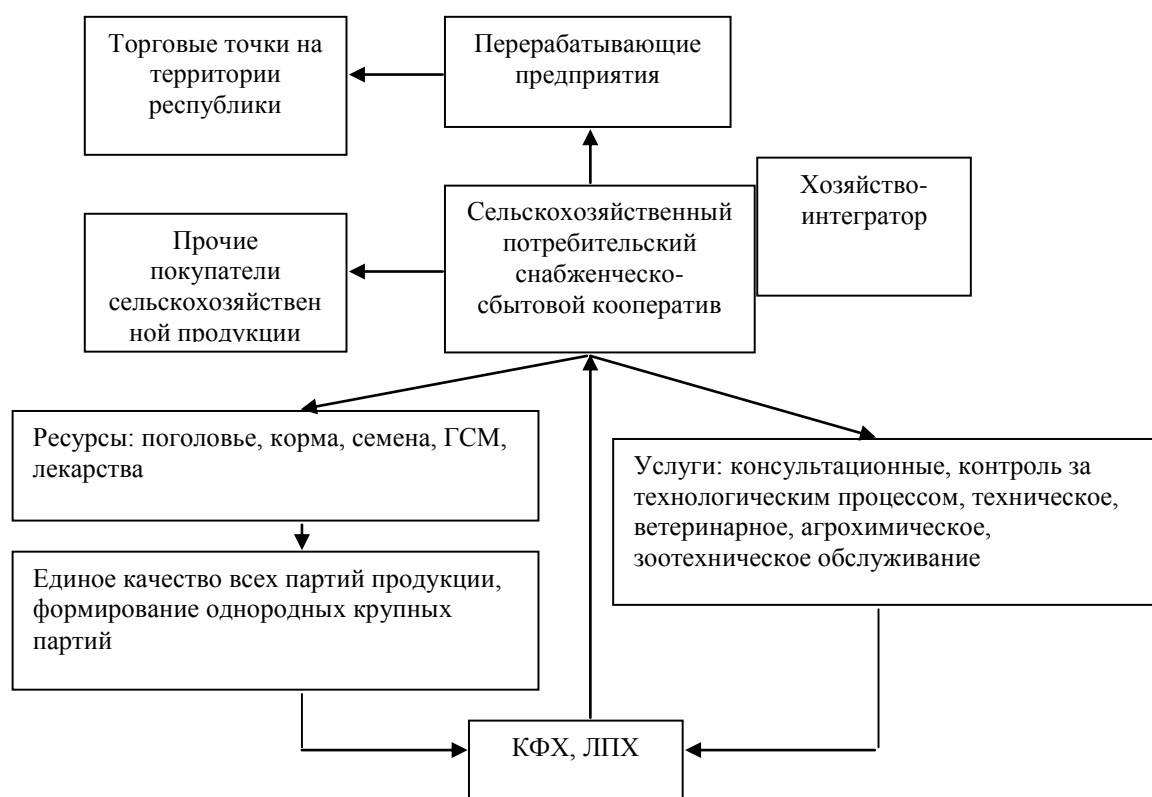 Торговые точки на
территории
республики
Перерабатывающие
предприятия
Хозяйство-
интегратор
Сельскохозяйственный
потребительский
снабженческо-
сбытовой кооператив
Прочие
покупатели
сельскохозяйствен
ной продукции
Ресурсы: поголовье, корма, семена, ГСМ,
лекарства
Услуги: консультационные, контроль за
технологическим процессом, техническое,
ветеринарное, агрохимическое,
зоотехническое обслуживание
Единое качество всех партий продукции,
формирование однородных крупных
партий
КФХ, ЛПХ